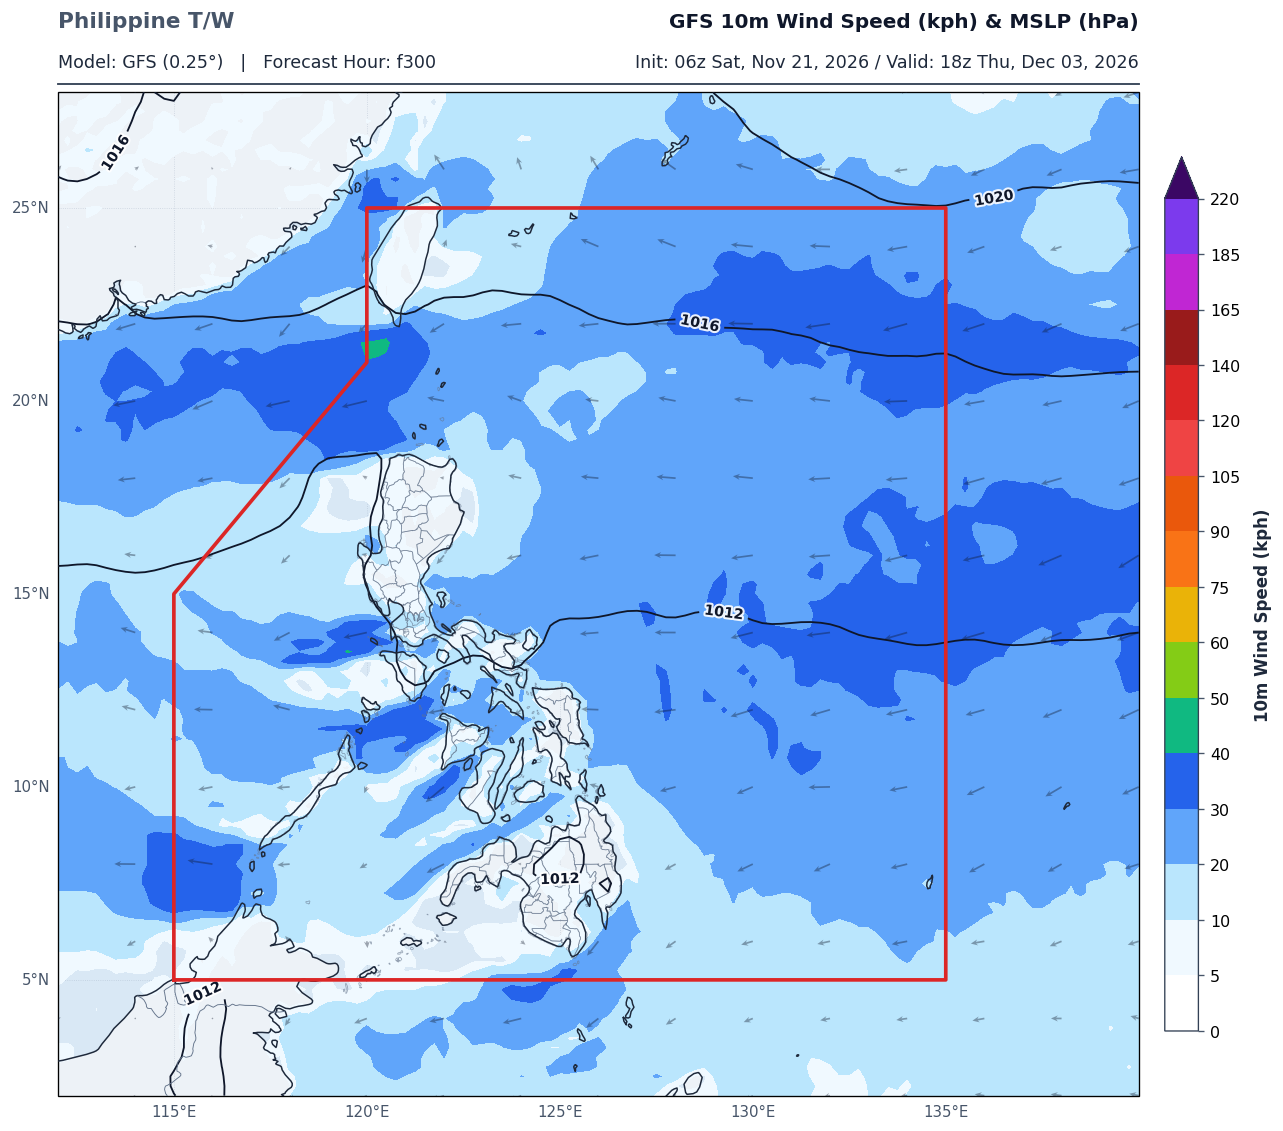 Philippine T/W
GFS 10m Wind Speed (kph) & MSLP (hPa)
Model: GFS (0.25°)   |   Forecast Hour: f300
Init: 06z Sat, Nov 21, 2026 / Valid: 18z Thu, Dec 03, 2026
1016
1020
1016
1012
1012
1012
25°N
20°N
15°N
10°N
5°N
115°E
120°E
125°E
130°E
135°E
220
185
165
140
120
105
90
75
60
50
40
30
20
10
5
0
10m Wind Speed (kph)